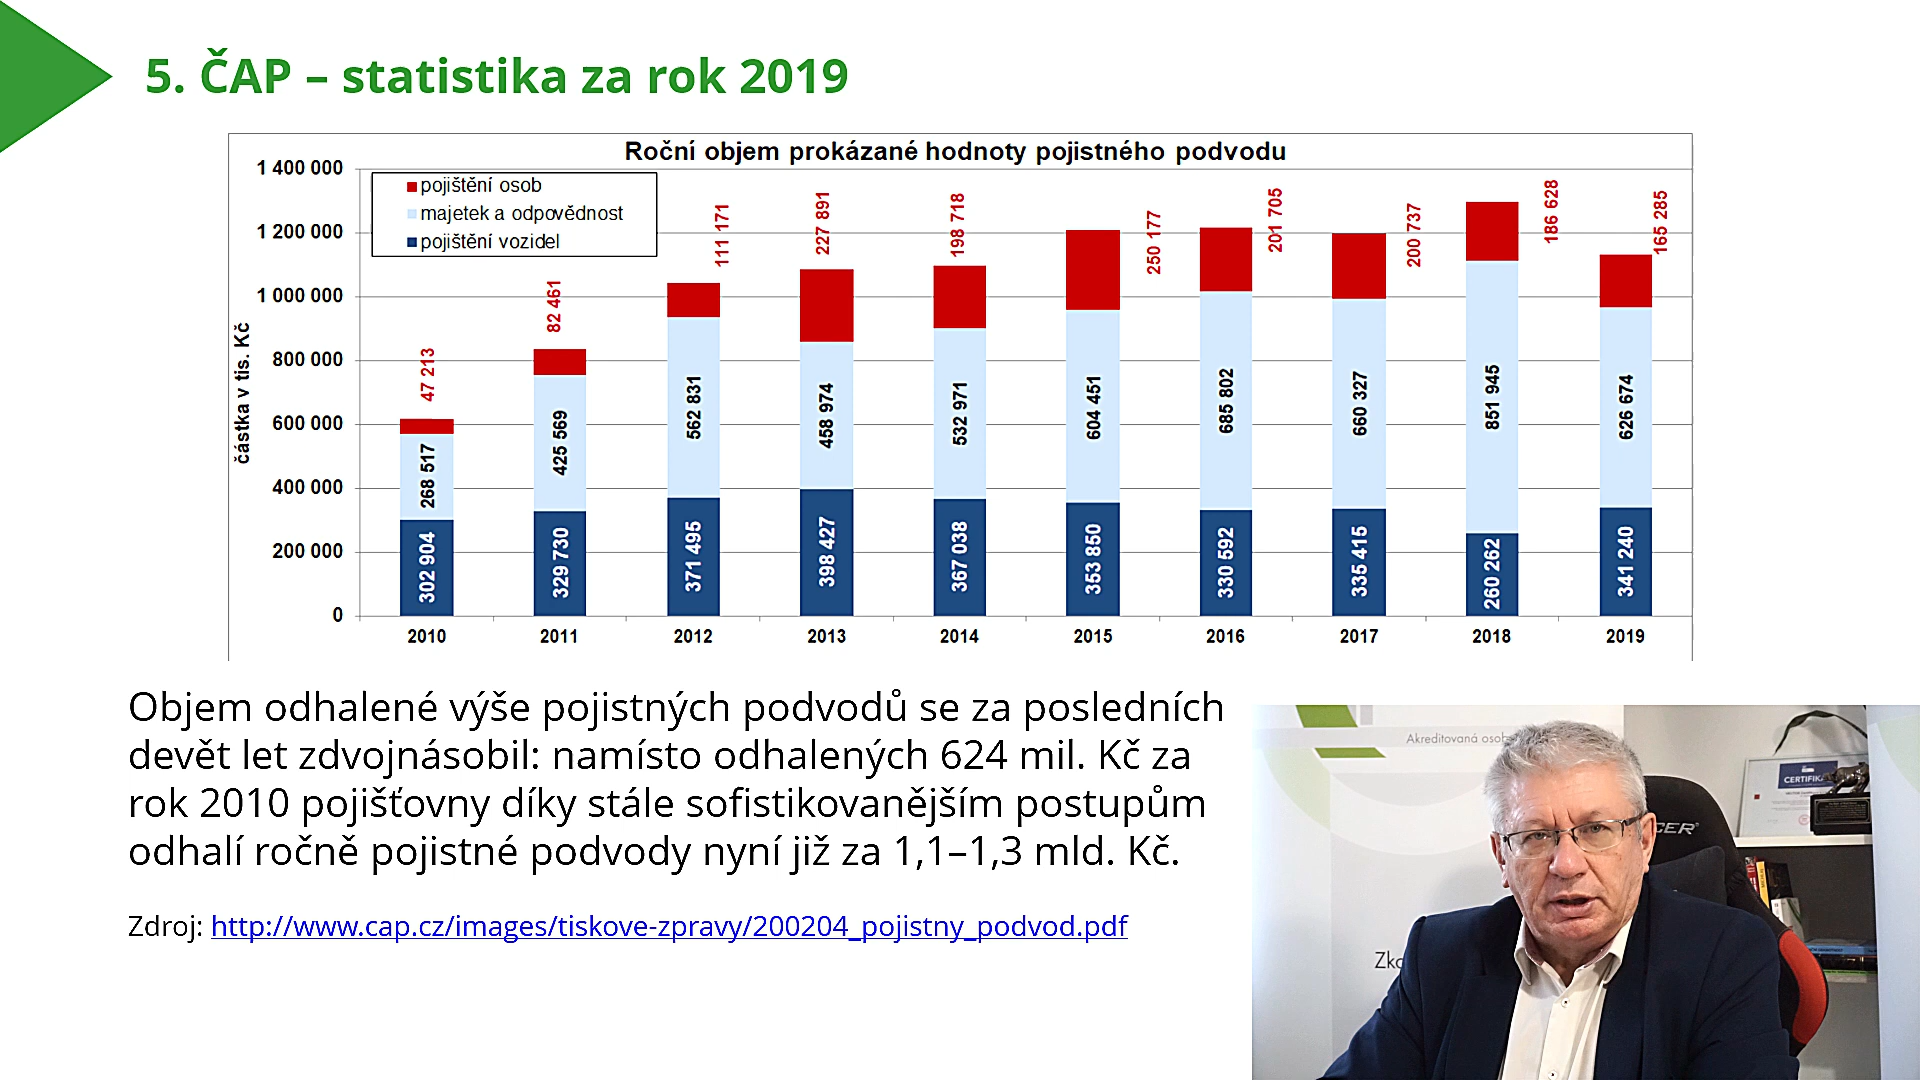 5. ČAP – statistika za rok 2019
Roční objem prokázané hodnoty pojistného podvodu
částka v tis. Kč
1 400 000
1 200 000
1 000 000
800 000
600 000
400 000
200 000
0
pojištění osob
majetek a odpovědnost
pojištění vozidel
47 213
82 461
111 171
227 891
198 718
250 177
201 705
200 737
186 628
165 285
268 517
425 569
562 831
458 974
532 971
604 451
685 802
660 327
851 945
626 674
302 904
329 730
371 495
398 427
367 038
353 850
330 592
335 415
260 262
341 240
2010 2011 2012 2013 2014 2015 2016 2017 2018 2019
Objem odhalené výše pojistných podvodů se za posledních
devět let zdvojnásobil: namísto odhalených 624 mil. Kč za
rok 2010 pojišťovny díky stále sofistikovanějším postupům
odhalí ročně pojistné podvody nyní již za 1,1–1,3 mld. Kč.
Zdroj: http://www.cap.cz/images/tiskove-zpravy/200204_pojistny_podvod.pdf
Akreditovaná osob
CERTIFIK
CER
Zko